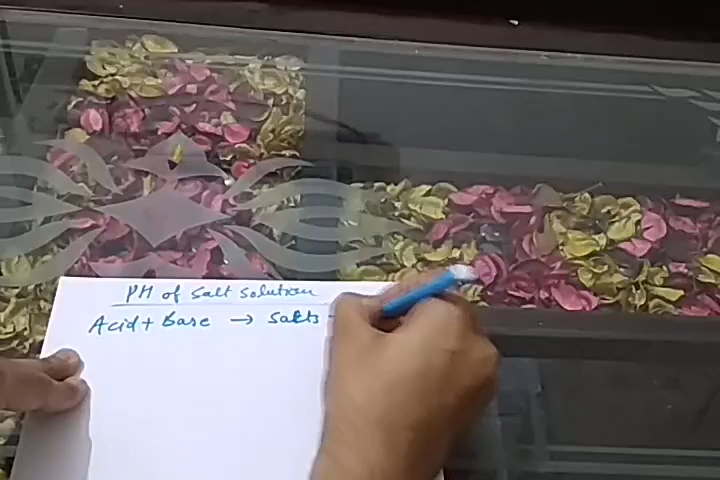 PH of salt solution
Acid + Base → Salts